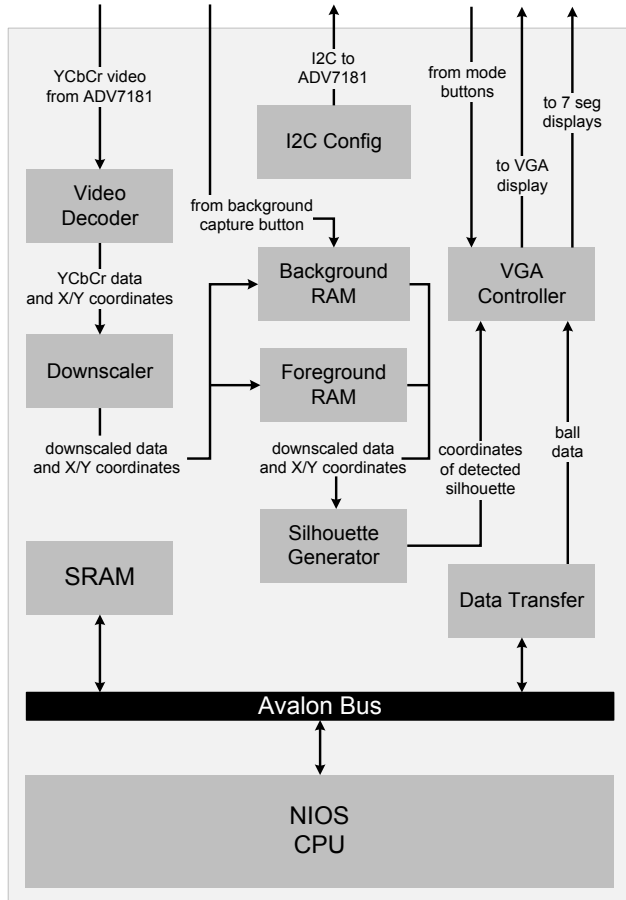 YCbCr video
from ADV7181
I2C to
ADV7181
from mode
buttons
to 7 seg
displays
I2C Config
to VGA
display
Video
Decoder
from background
capture button
YCbCr data
and X/Y coordinates
Background
RAM
VGA
Controller
Downscaler
Foreground
RAM
downscaled data
and X/Y coordinates
downscaled data
and X/Y coordinates
coordinates
of detected
silhouette
ball
data
Silhouette
Generator
SRAM
Data Transfer
Avalon Bus
NIOS
CPU